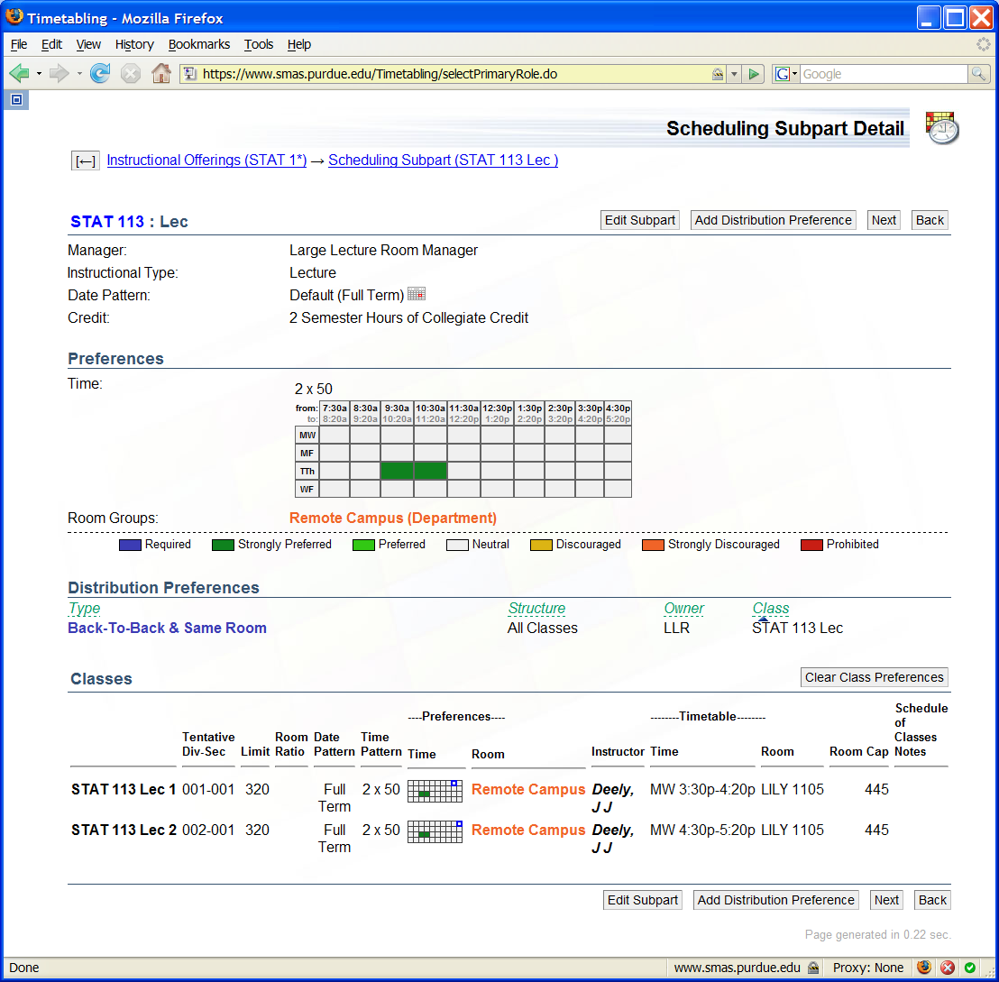 Timetabling - Mozilla Firefox
File Edit View History Bookmarks Tools Help
https://www.smas.purdue.edu/Timetabling/selectPrimaryRole.do G Google
Scheduling Subpart Detail
[←] Instructional Offerings (STAT 1*) → Scheduling Subpart (STAT 113 Lec )
STAT 113 : Lec Edit Subpart Add Distribution Preference Next Back
Manager: Large Lecture Room Manager
Instructional Type: Lecture
Date Pattern: Default (Full Term)
Credit: 2 Semester Hours of Collegiate Credit
Preferences
Time:
2 x 50
from: 7:30a 8:30a 9:30a 10:30a 11:30a 12:30p 1:30p 2:30p 3:30p 4:30p
to: 8:20a 9:20a 10:20a 11:20a 12:20p 1:20p 2:20p 3:20p 4:20p 5:20p
MW
MF
TTh
WF
Room Groups: Remote Campus (Department)
Required Strongly Preferred Preferred Neutral Discouraged Strongly Discouraged Prohibited
Distribution Preferences
Type Structure Owner Class
Back-To-Back & Same Room All Classes LLR STAT 113 Lec
Classes Clear Class Preferences
----Preferences---- --------Timetable-------- Schedule
of
Tentative Room Date Time Classes
Div-Sec Limit Ratio Pattern Pattern Time Room Instructor Time Room Room Cap Notes
STAT 113 Lec 1 001-001 320 Full 2 x 50 Remote Campus Deely, MW 3:30p-4:20p LILY 1105 445
Term J J
STAT 113 Lec 2 002-001 320 Full 2 x 50 Remote Campus Deely, MW 4:30p-5:20p LILY 1105 445
Term J J
Edit Subpart Add Distribution Preference Next Back
Page generated in 0.22 sec.
Done www.smas.purdue.edu Proxy: None